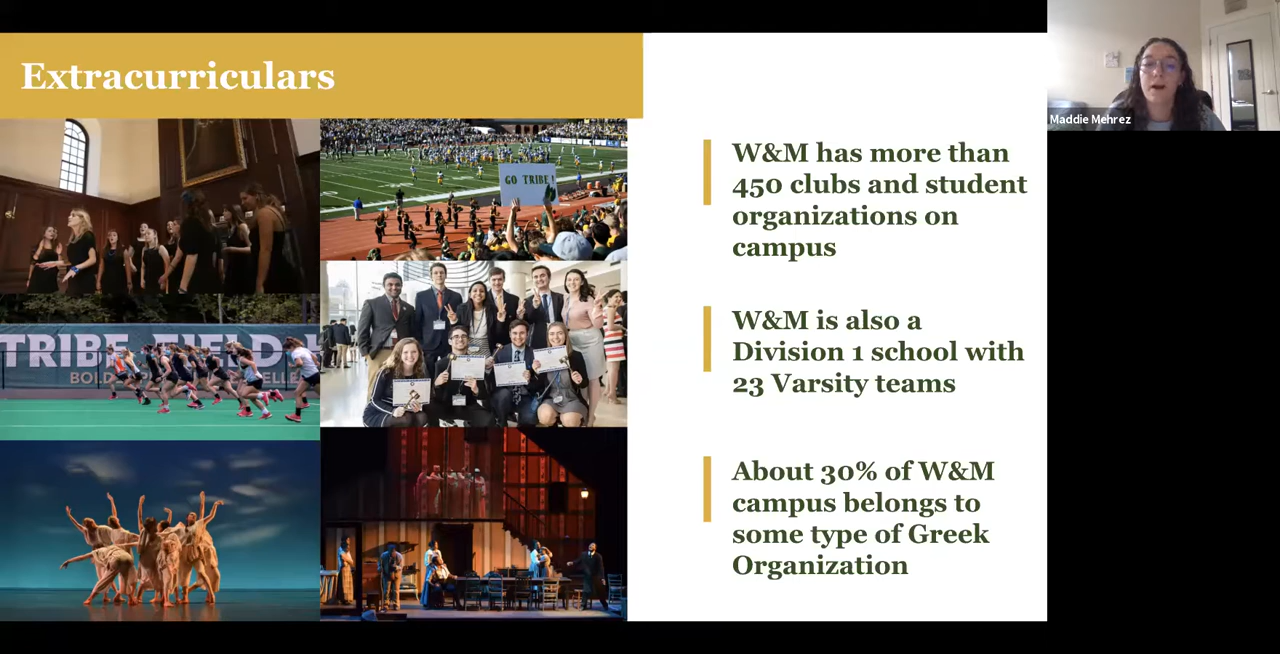 Extracurriculars
Maddie Mehrez
GO TRIBE!
TRIBE FIELD
W&M has more than
450 clubs and student
organizations on
campus
W&M is also a
Division 1 school with
23 Varsity teams
About 30% of W&M
campus belongs to
some type of Greek
Organization